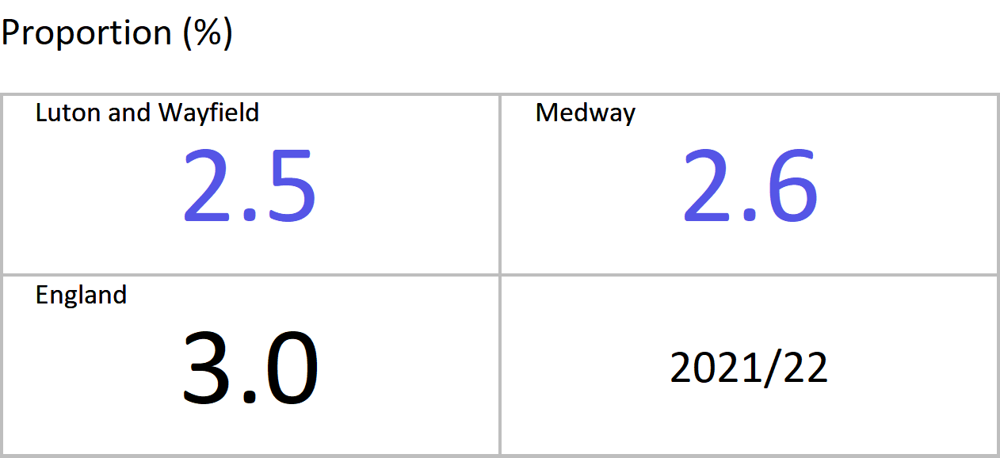 Proportion (%)
Luton and Wayfield
2.5
Medway
2.6
England
3.0
2021/22